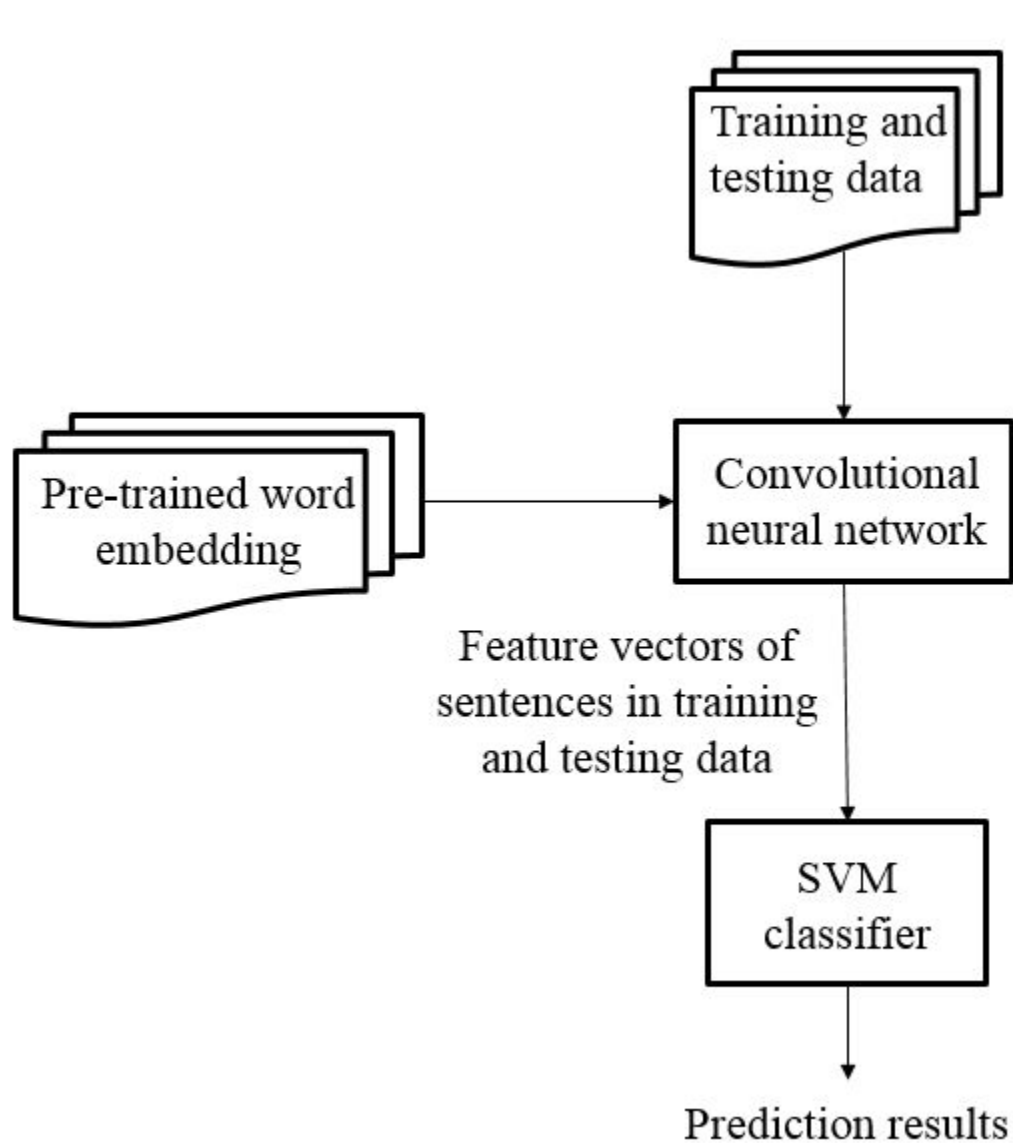 Training and
testing data
Pre-trained word
embedding
Convolutional
neural network
Feature vectors of
sentences in training
and testing data
SVM
classifier
Prediction results